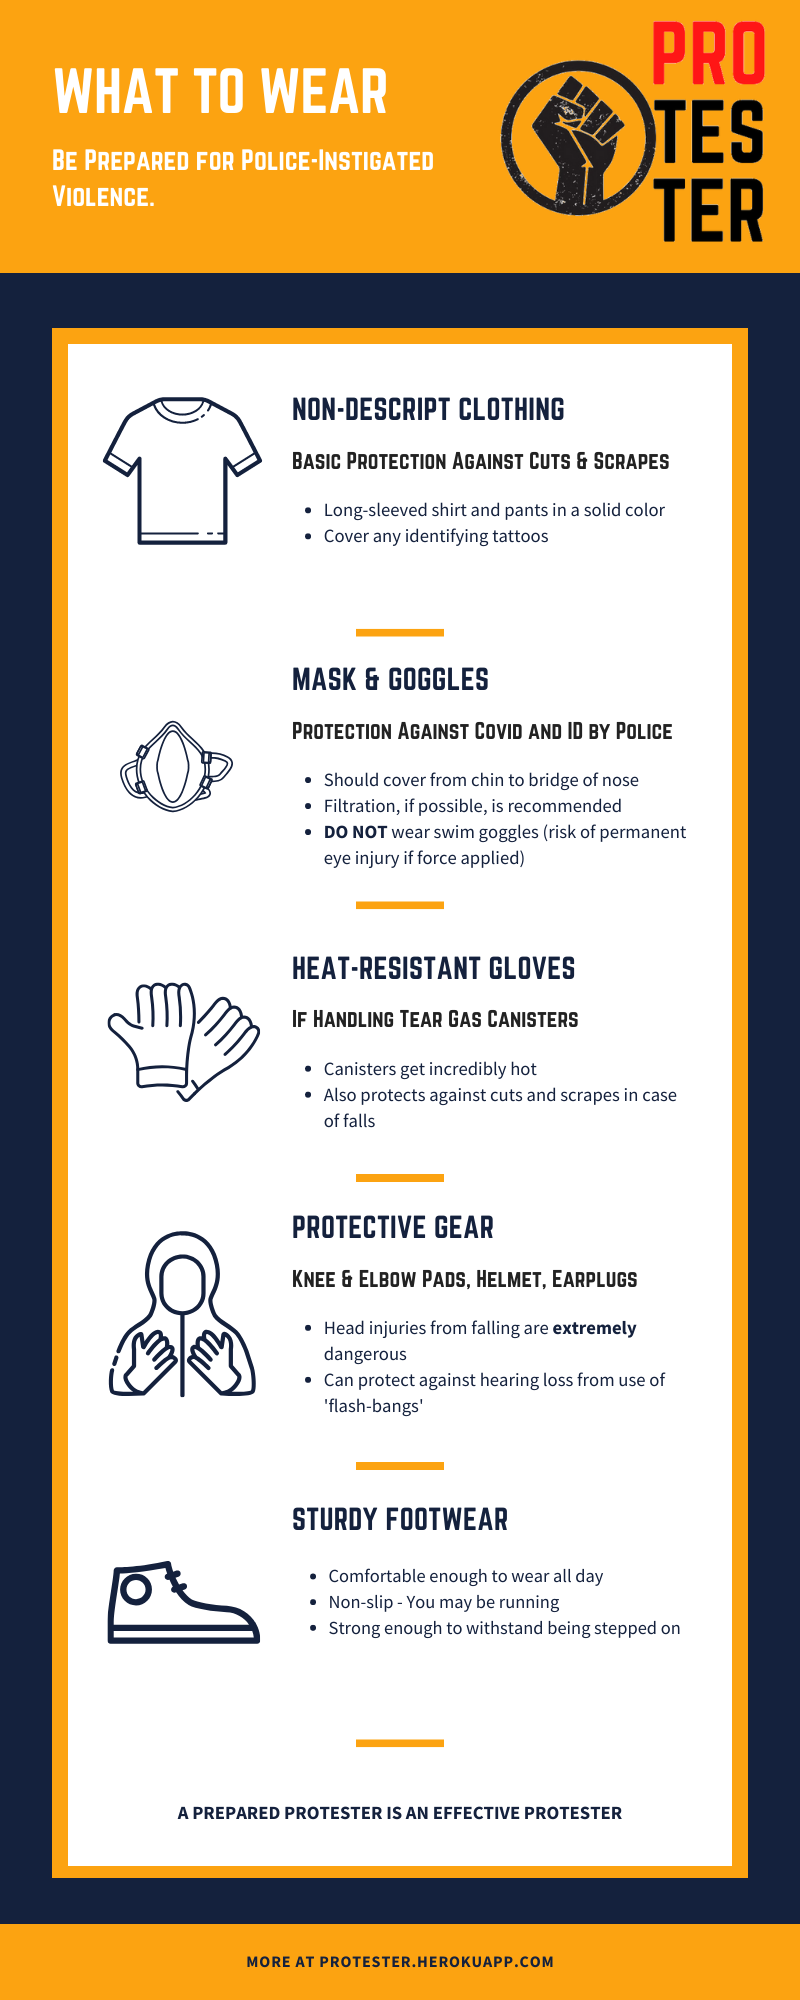 WHAT TO WEAR
Be Prepared for Police-Instigated
Violence.
PRO
TES
TER
NON-DESCRIPT CLOTHING
Basic Protection Against Cuts & Scrapes
• Long-sleeved shirt and pants in a solid color
• Cover any identifying tattoos
MASK & GOGGLES
Protection Against Covid and ID by Police
• Should cover from chin to bridge of nose
• Filtration, if possible, is recommended
• DO NOT wear swim goggles (risk of permanent
eye injury if force applied)
HEAT-RESISTANT GLOVES
If Handling Tear Gas Canisters
• Canisters get incredibly hot
• Also protects against cuts and scrapes in case
of falls
PROTECTIVE GEAR
Knee & Elbow Pads, Helmet, Earplugs
• Head injuries from falling are extremely
dangerous
• Can protect against hearing loss from use of
'flash-bangs'
STURDY FOOTWEAR
• Comfortable enough to wear all day
• Non-slip - You may be running
• Strong enough to withstand being stepped on
A PREPARED PROTESTER IS AN EFFECTIVE PROTESTER
MORE AT PROTESTER.HEROKUAPP.COM